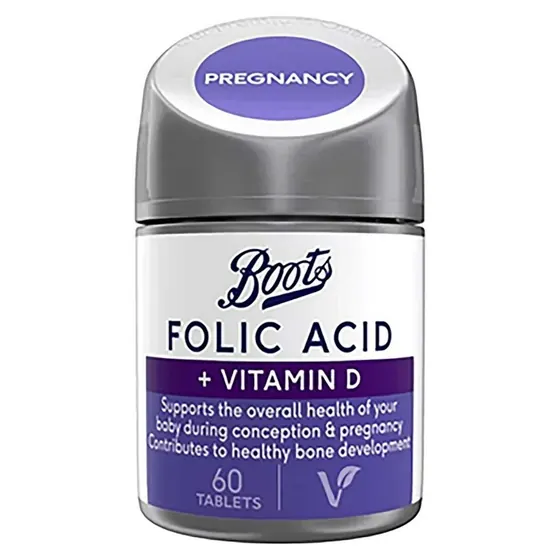 PREGNANCY
Boots
FOLIC ACID
+ VITAMIN D
Supports the overall health of your
baby during conception & pregnancy
Contributes to healthy bone development
60
TABLETS
V